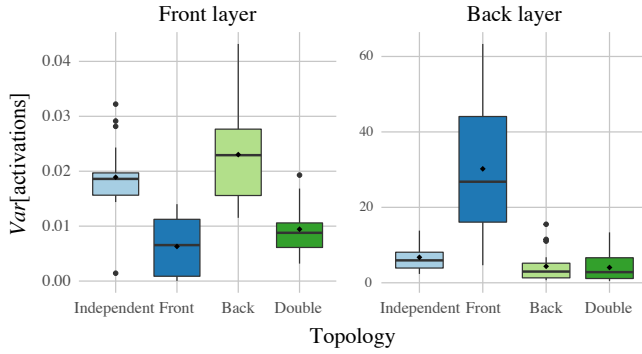 Front layer
Back layer
Var[activations]
0.04
0.03
0.02
0.01
0.00
60
40
20
0
Independent Front Back Double
Independent Front Back Double
Topology